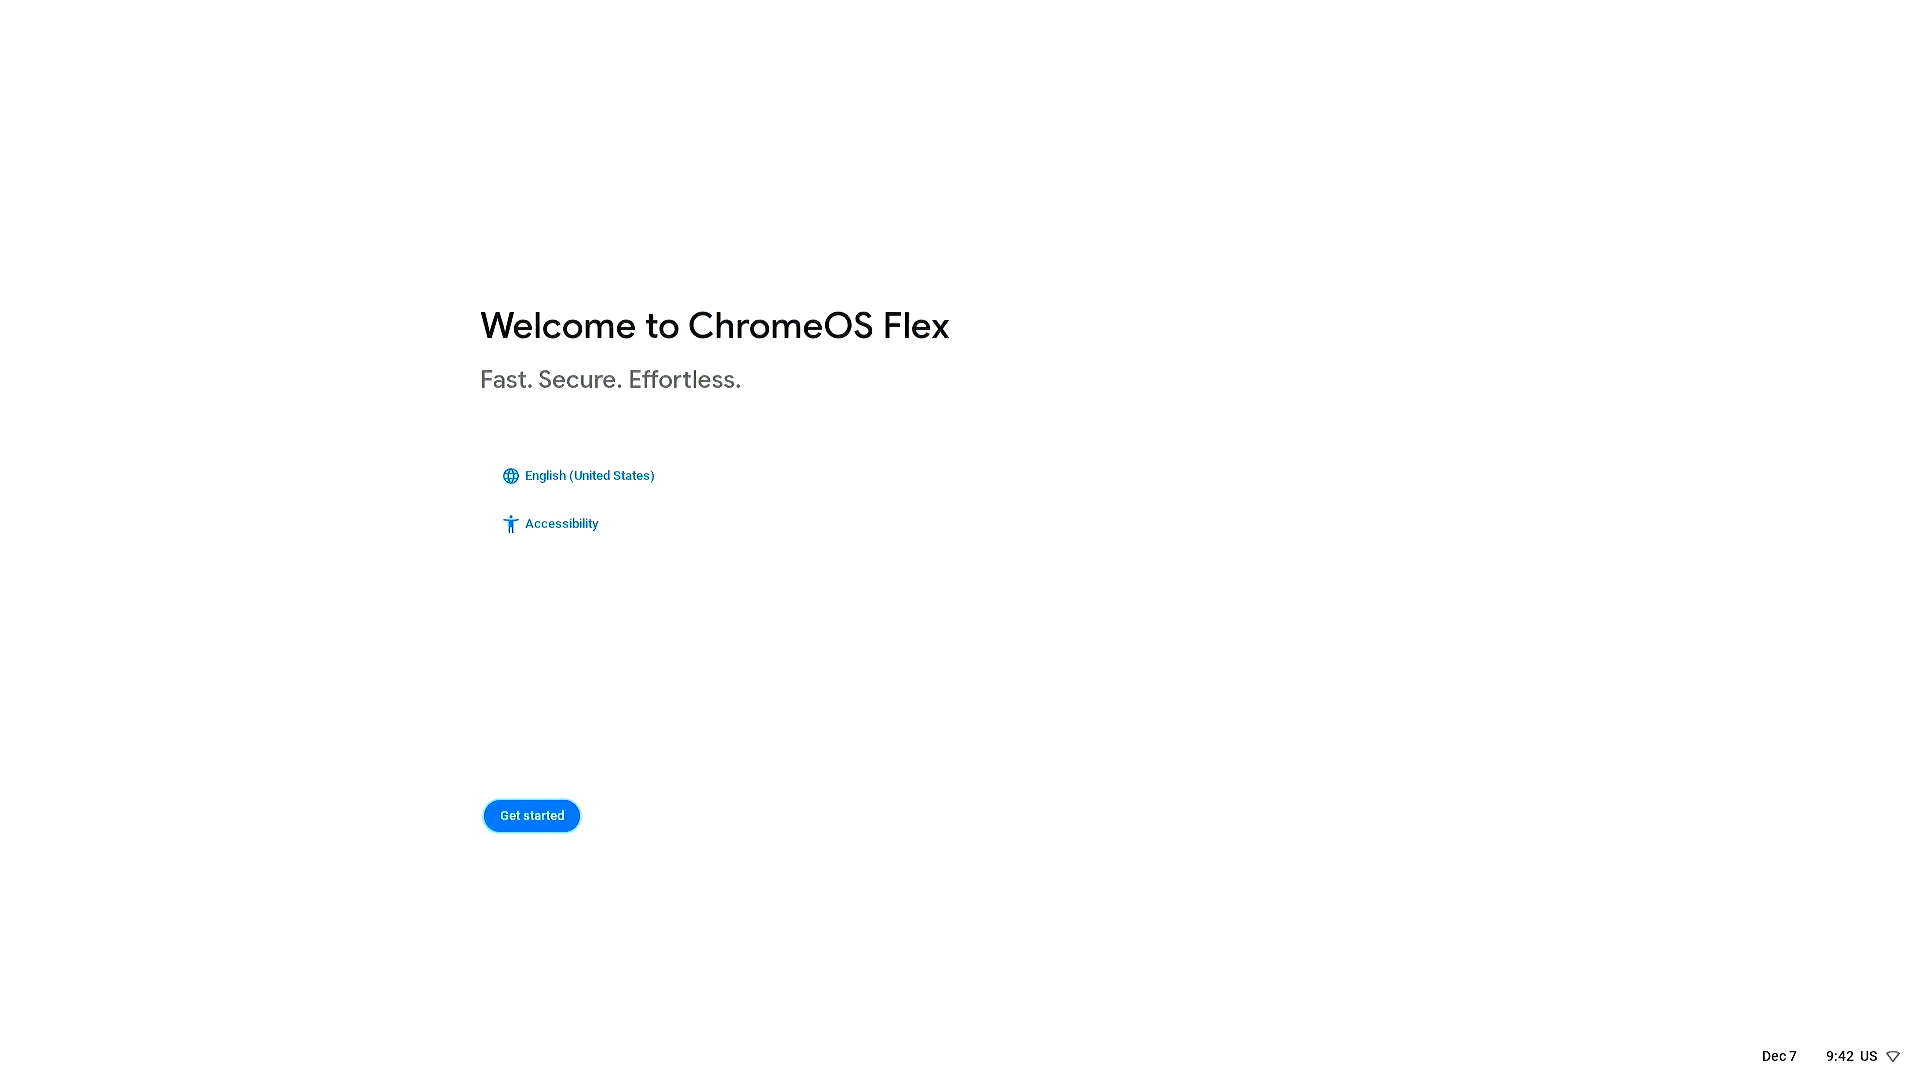 Welcome to ChromeOS Flex
Fast. Secure. Effortless.
English (United States)
Accessibility
Get started
Dec 7 9:42 US